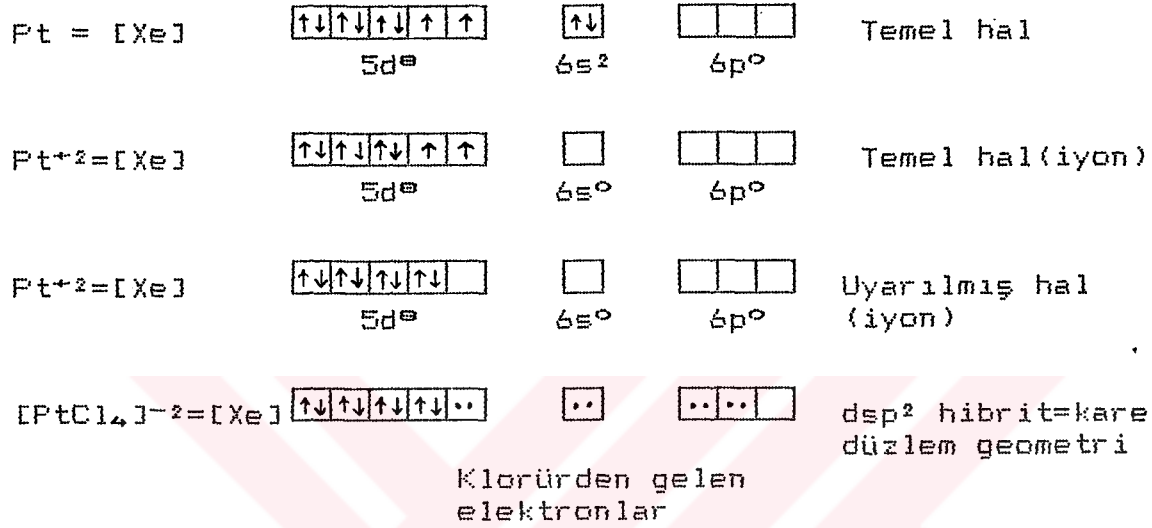 Pt = [Xe] ↑↓ ↑↓ ↑↓ ↑ ↑ ↑↓ Temel hal
5d⁸ 6s² 6p⁰
Pt⁺²=[Xe] ↑↓ ↑↓ ↑↓ ↑ ↑ Temel hal(iyon)
5d⁸ 6s⁰ 6p⁰
Pt⁺²=[Xe] ↑↓ ↑↓ ↑↓ ↑↓ Uyarılmış hal
5d⁸ 6s⁰ 6p⁰ (iyon)
[PtCl₄]⁻²=[Xe] ↑↓ ↑↓ ↑↓ ↑↓ ·· ·· ·· ·· dsp² hibrit=kare
düzlem geometri
Klorürden gelen
elektronlar